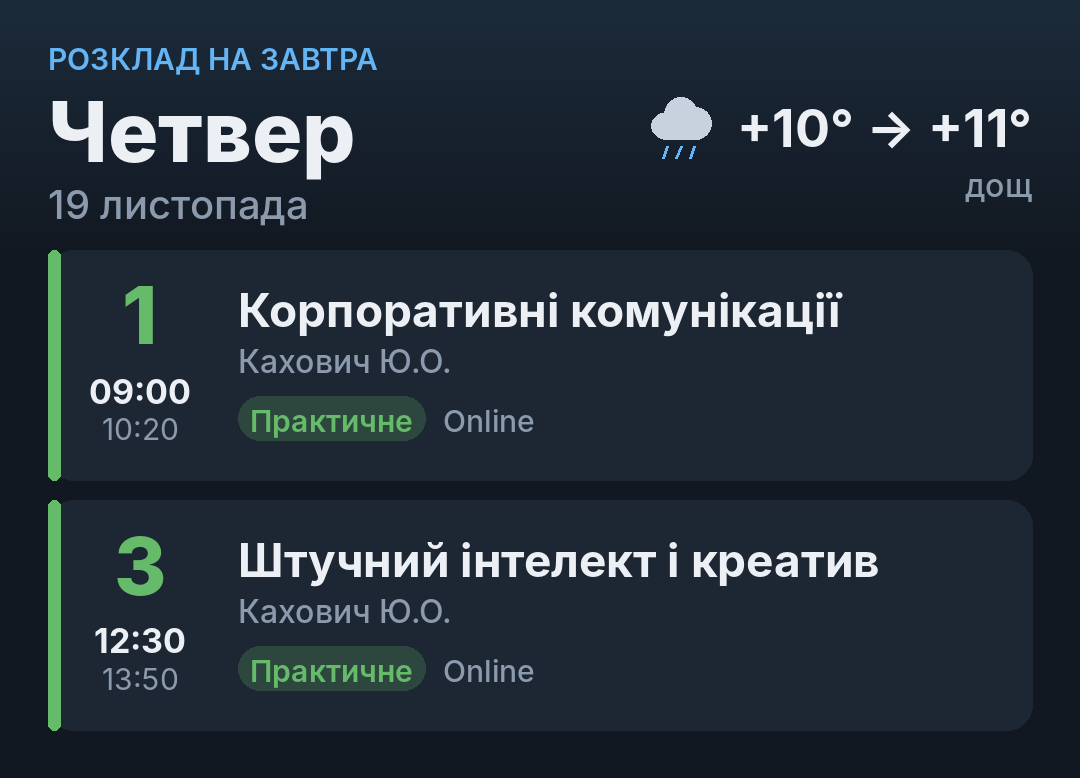 РОЗКЛАД НА ЗАВТРА
Четвер
19 листопада
+10° → +11°
дощ
1
09:00
10:20
Корпоративні комунікації
Кахович Ю.О.
Практичне Online
3
12:30
13:50
Штучний інтелект і креатив
Кахович Ю.О.
Практичне Online